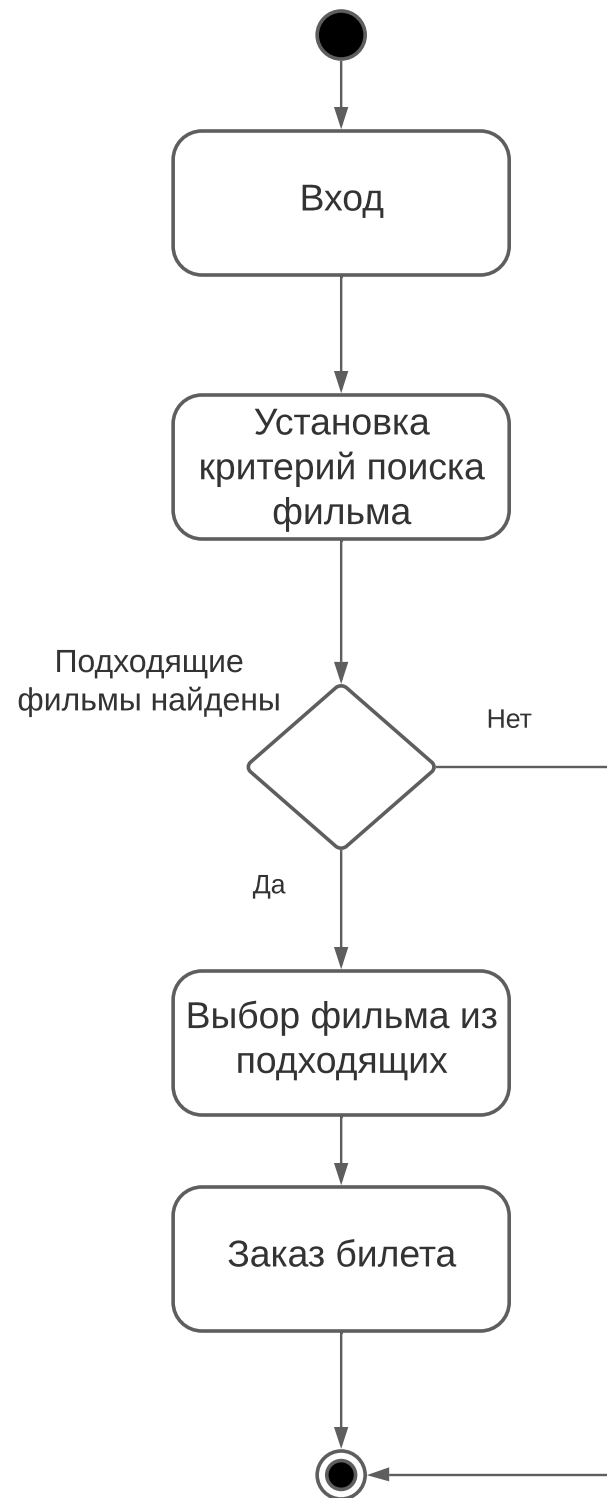 Вход
Установка
критерий поиска
фильма
Подходящие
фильмы найдены
Нет
Да
Выбор фильма из
подходящих
Заказ билета